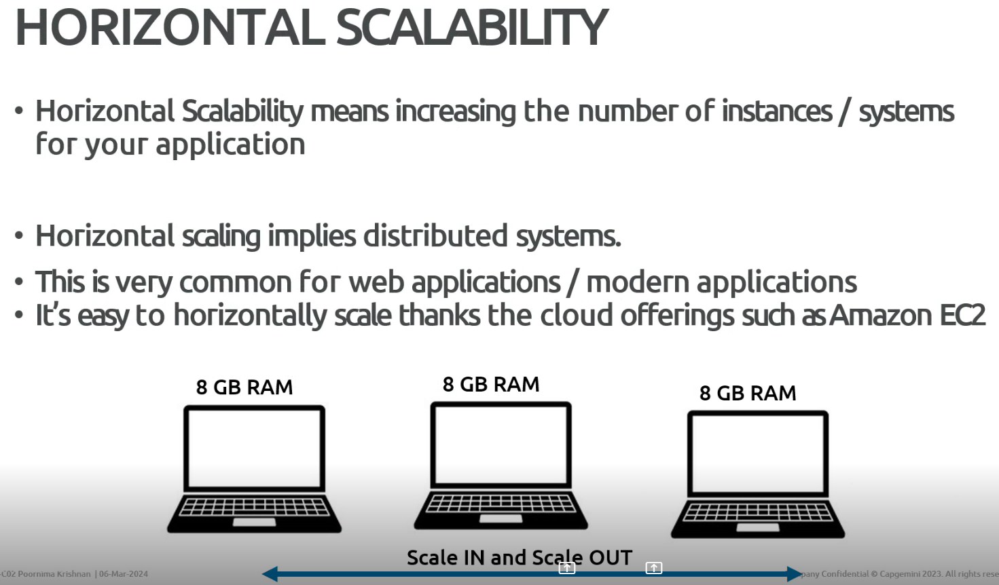 HORIZONTAL SCALABILITY
• Horizontal Scalability means increasing the number of instances / systems
for your application
• Horizontal scaling implies distributed systems.
• This is very common for web applications / modern applications
• It’s easy to horizontally scale thanks the cloud offerings such as Amazon EC2
8 GB RAM 8 GB RAM 8 GB RAM
Scale IN and Scale OUT
-C02 Poornima Krishnan | 06-Mar-2024
pany Confidential © Capgemini 2023. All rights rese